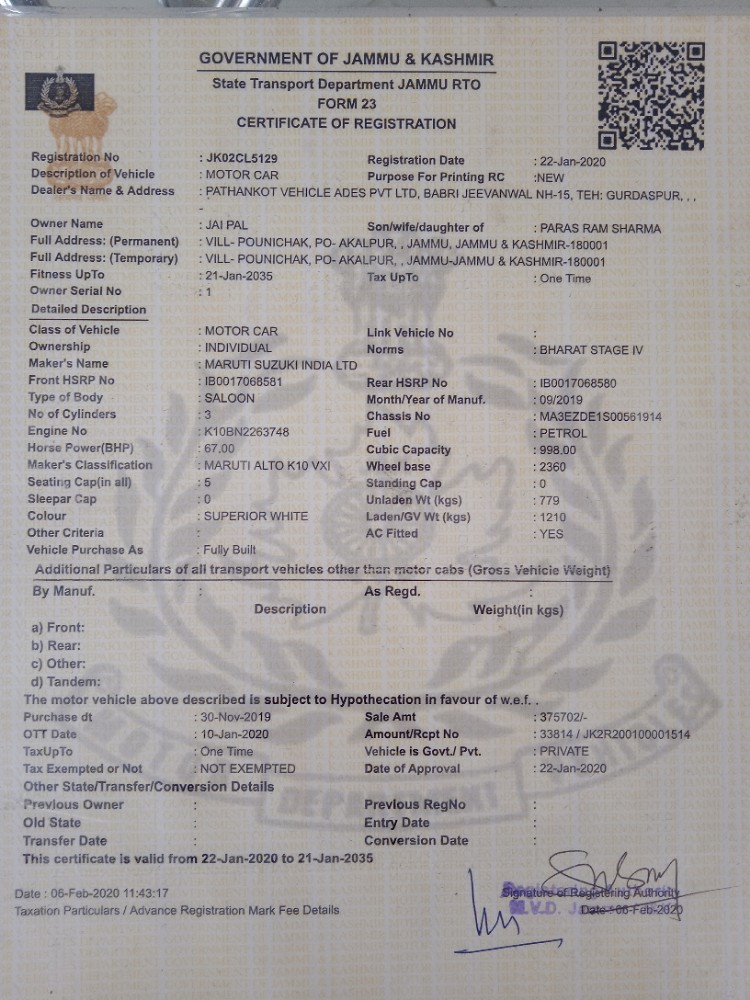 GOVERNMENT OF JAMMU & KASHMIR
State Transport Department JAMMU RTO
FORM 23
CERTIFICATE OF REGISTRATION
Registration No : JK02CL5129 Registration Date : 22-Jan-2020
Description of Vehicle : MOTOR CAR Purpose For Printing RC :NEW
Dealer's Name & Address : PATHANKOT VEHICLE ADES PVT LTD, BABRI JEEVANWAL NH-15, TEH: GURDASPUR, , ,
-
Owner Name : JAI PAL Son/wife/daughter of : PARAS RAM SHARMA
Full Address: (Permanent) : VILL- POUNICHAK, PO- AKALPUR, , JAMMU, JAMMU & KASHMIR-180001
Full Address: (Temporary) : VILL- POUNICHAK, PO- AKALPUR, , JAMMU-JAMMU & KASHMIR-180001
Fitness UpTo : 21-Jan-2035 Tax UpTo : One Time
Owner Serial No : 1
Detailed Description
Class of Vehicle : MOTOR CAR Link Vehicle No :
Ownership : INDIVIDUAL Norms : BHARAT STAGE IV
Maker's Name : MARUTI SUZUKI INDIA LTD
Front HSRP No : IB0017068581 Rear HSRP No : IB0017068580
Type of Body : SALOON Month/Year of Manuf. : 09/2019
No of Cylinders : 3 Chassis No : MA3EZDE1S00561914
Engine No : K10BN2263748 Fuel : PETROL
Horse Power(BHP) : 67.00 Cubic Capacity : 998.00
Maker's Classification : MARUTI ALTO K10 VXI Wheel base : 2360
Seating Cap(in all) : 5 Standing Cap : 0
Sleepar Cap : 0 Unladen Wt (kgs) : 779
Colour : SUPERIOR WHITE Laden/GV Wt (kgs) : 1210
Other Criteria : AC Fitted : YES
Vehicle Purchase As : Fully Built
Additional Particulars of all transport vehicles other than motor cabs (Gross Vehicle Weight)
By Manuf. : As Regd. :
Description Weight(in kgs)
a) Front:
b) Rear:
c) Other:
d) Tandem:
The motor vehicle above described is subject to Hypothecation in favour of w.e.f. .
Purchase dt : 30-Nov-2019 Sale Amt : 375702/-
OTT Date : 10-Jan-2020 Amount/Rcpt No : 33814 / JK2R200100001514
TaxUpTo : One Time Vehicle is Govt./ Pvt. : PRIVATE
Tax Exempted or Not : NOT EXEMPTED Date of Approval : 22-Jan-2020
Other State/Transfer/Conversion Details
Previous Owner : Previous RegNo :
Old State : Entry Date :
Transfer Date : Conversion Date :
This certificate is valid from 22-Jan-2020 to 21-Jan-2035
Date : 06-Feb-2020 11:43:17 Signature of Registering Authority
Taxation Particulars / Advance Registration Mark Fee Details Date : 06-Feb-2020
DEPARTMENT